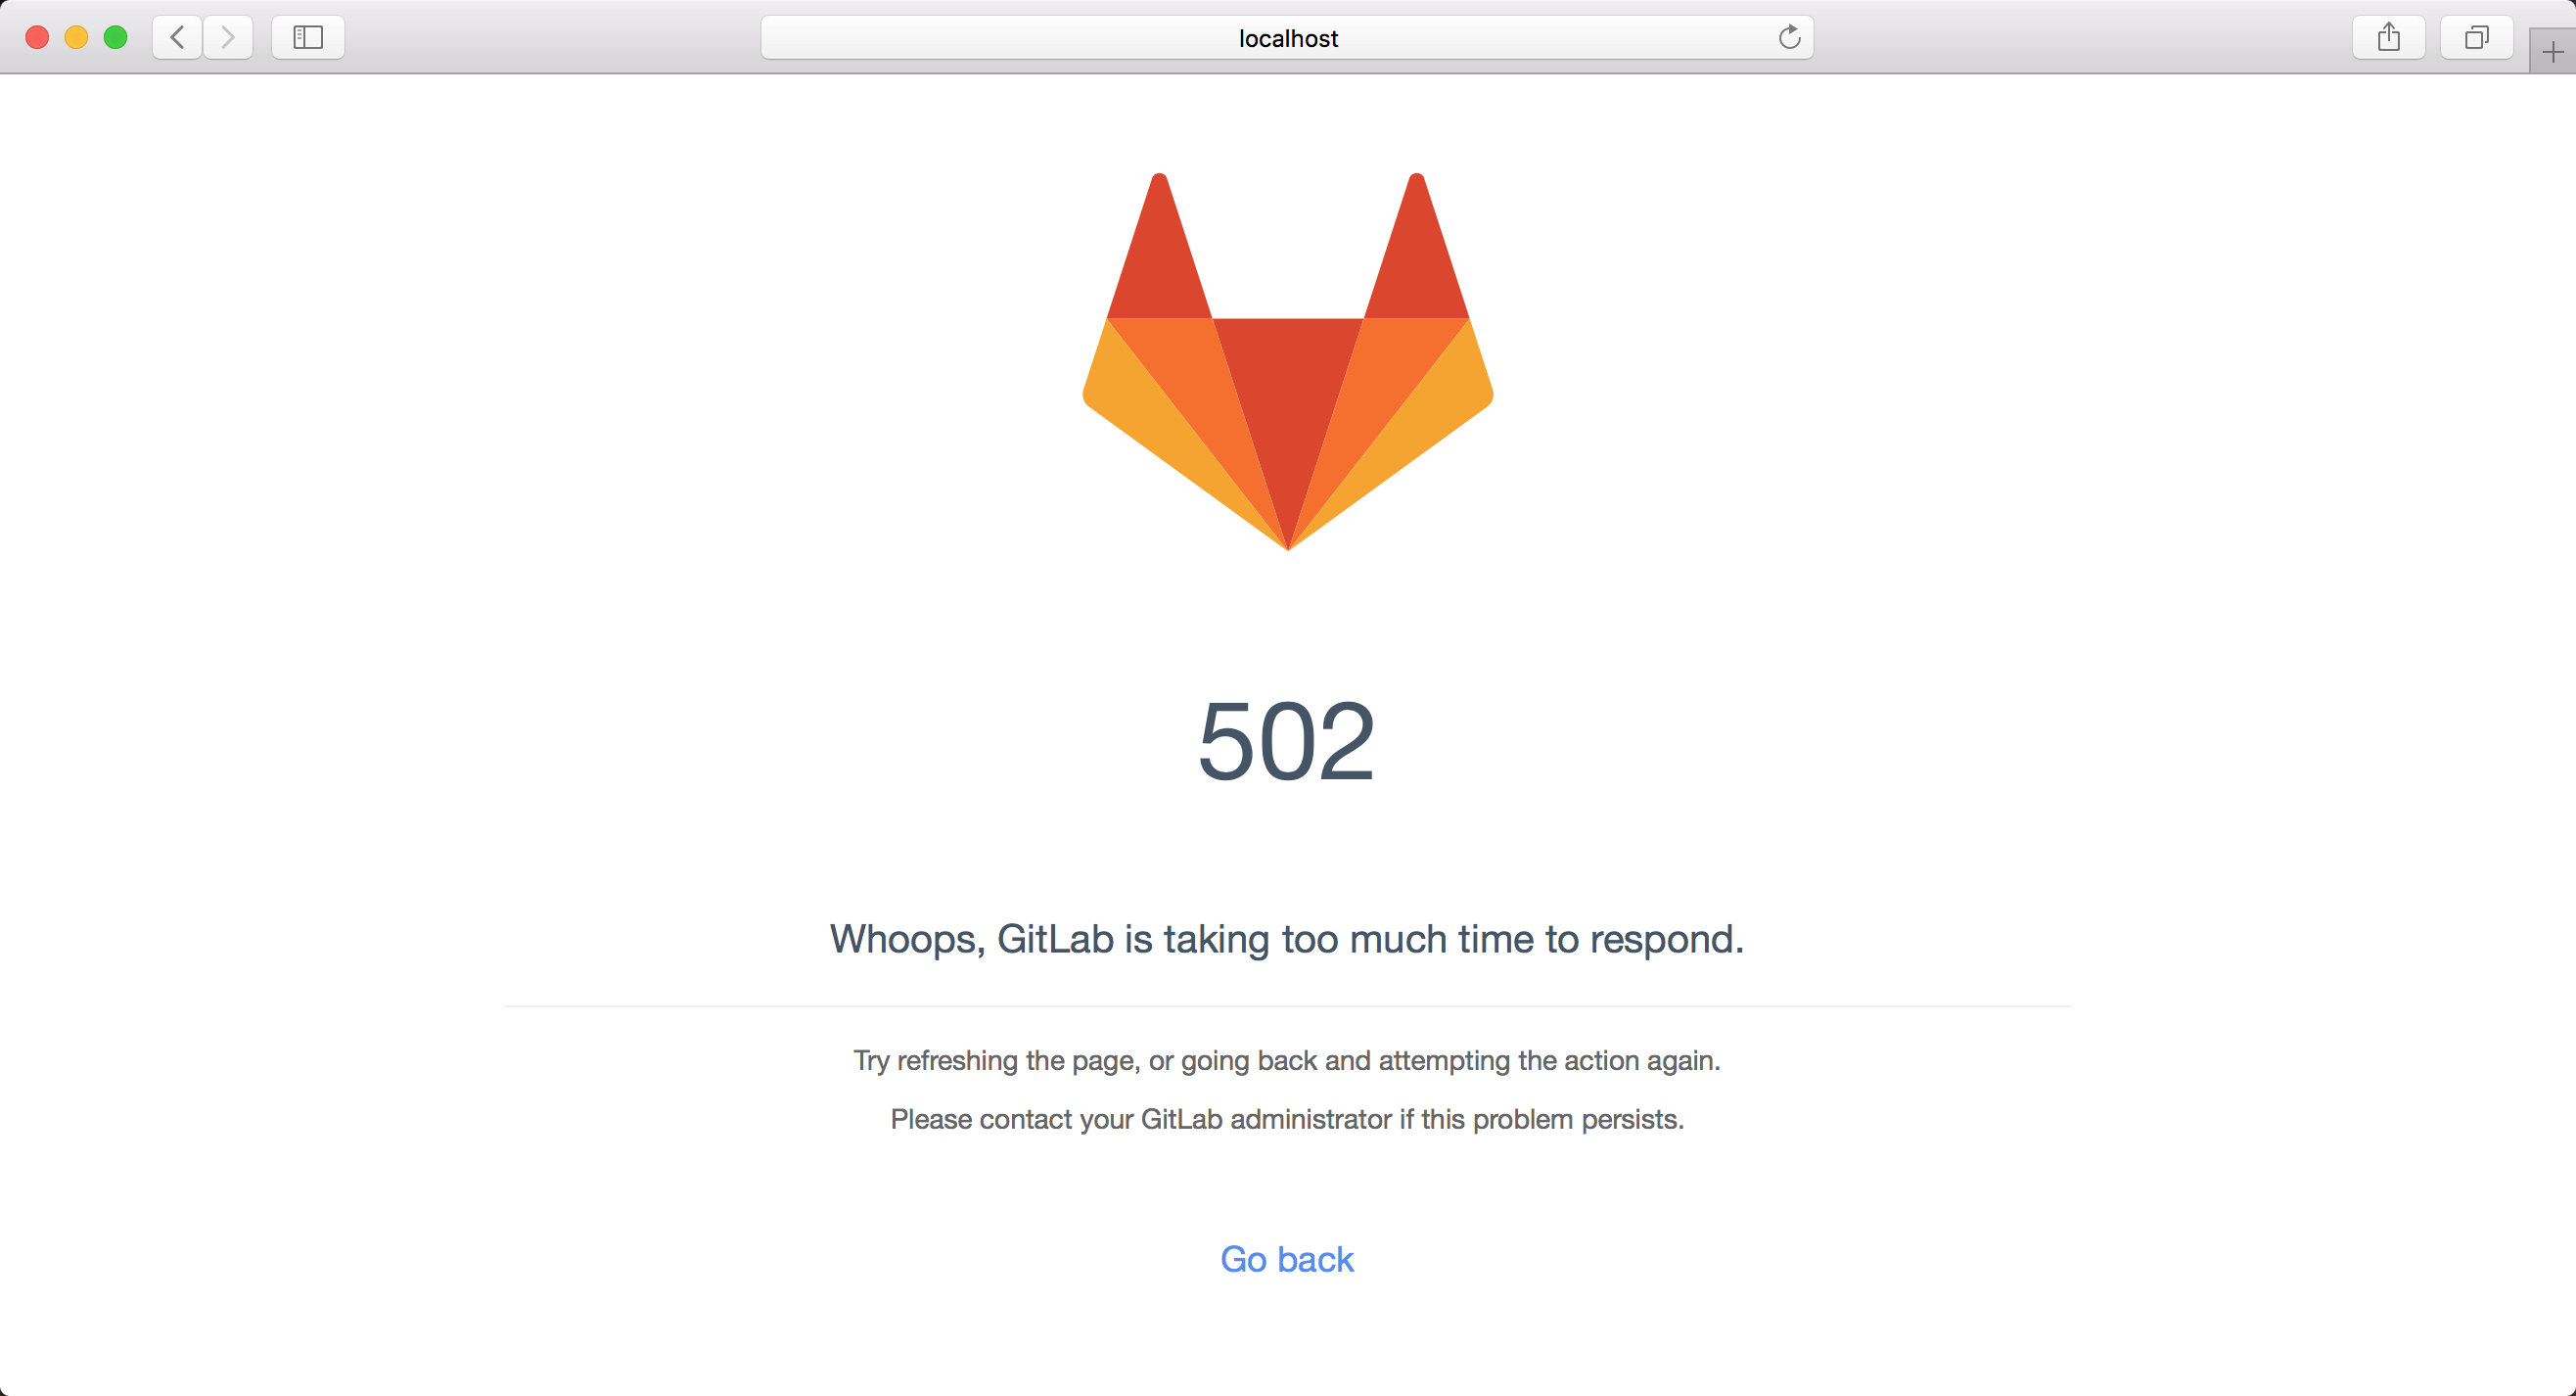 localhost
502
Whoops, GitLab is taking too much time to respond.
Try refreshing the page, or going back and attempting the action again.
Please contact your GitLab administrator if this problem persists.
Go back